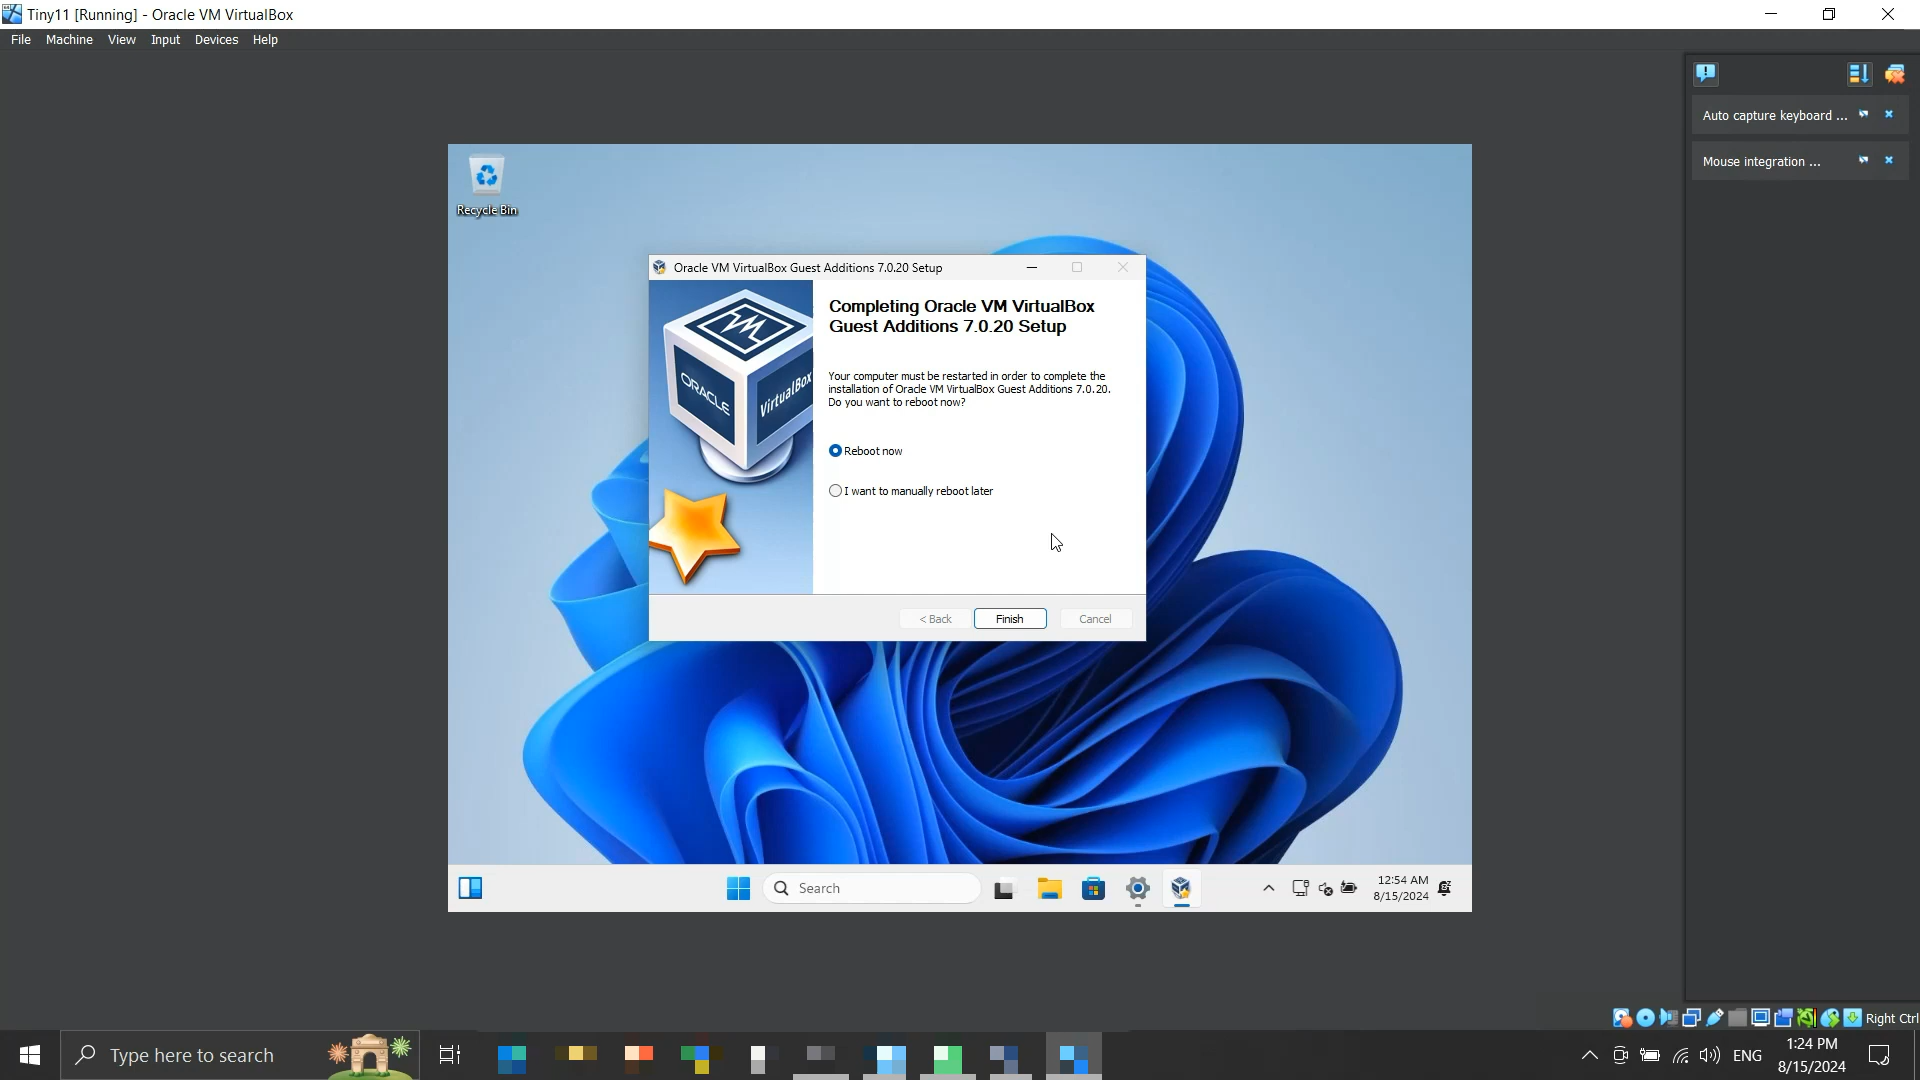 Tiny11 [Running] - Oracle VM VirtualBox
File Machine View Input Devices Help
Auto capture keyboard ...
Mouse integration ...
Recycle Bin
Oracle VM VirtualBox Guest Additions 7.0.20 Setup
Completing Oracle VM VirtualBox
Guest Additions 7.0.20 Setup
ORACLE
VirtualBox
Your computer must be restarted in order to complete the
installation of Oracle VM VirtualBox Guest Additions 7.0.20.
Do you want to reboot now?
Reboot now
I want to manually reboot later
< Back Finish Cancel
Search
12:54 AM
8/15/2024
Right Ctrl
Type here to search
ENG
1:24 PM
8/15/2024